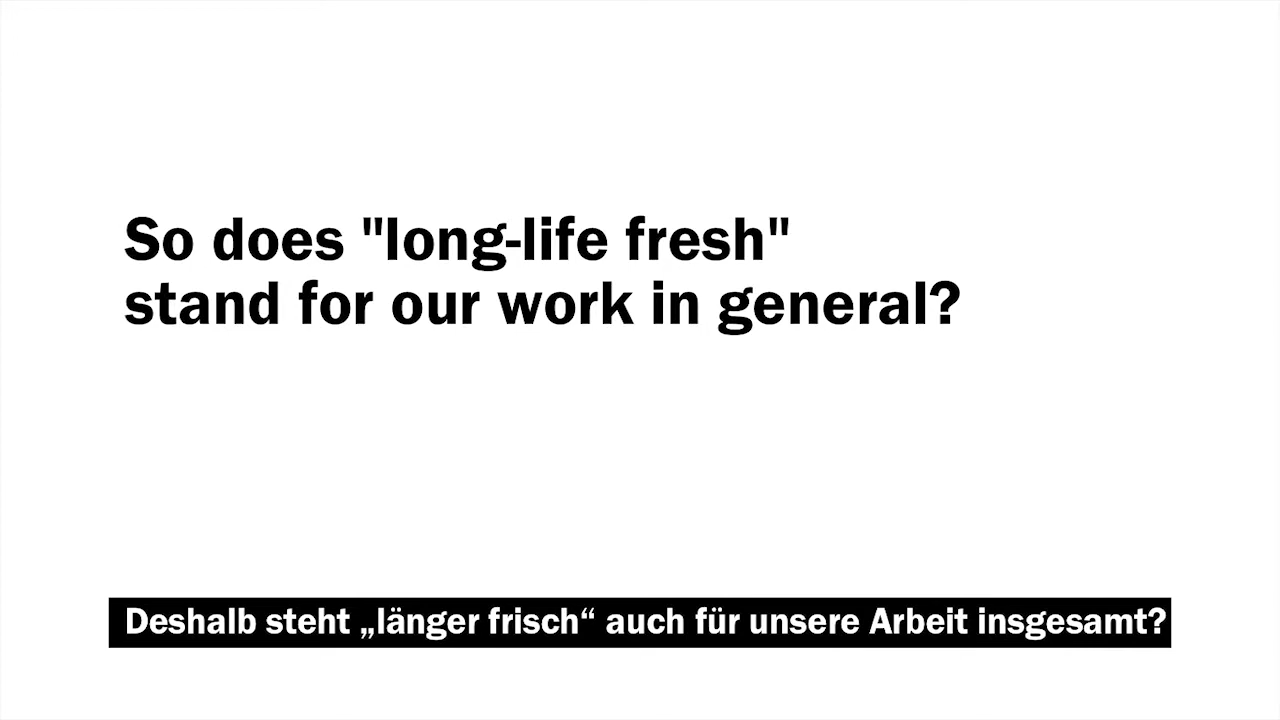 So does "long-life fresh"
stand for our work in general?
Deshalb steht „länger frisch“ auch für unsere Arbeit insgesamt?